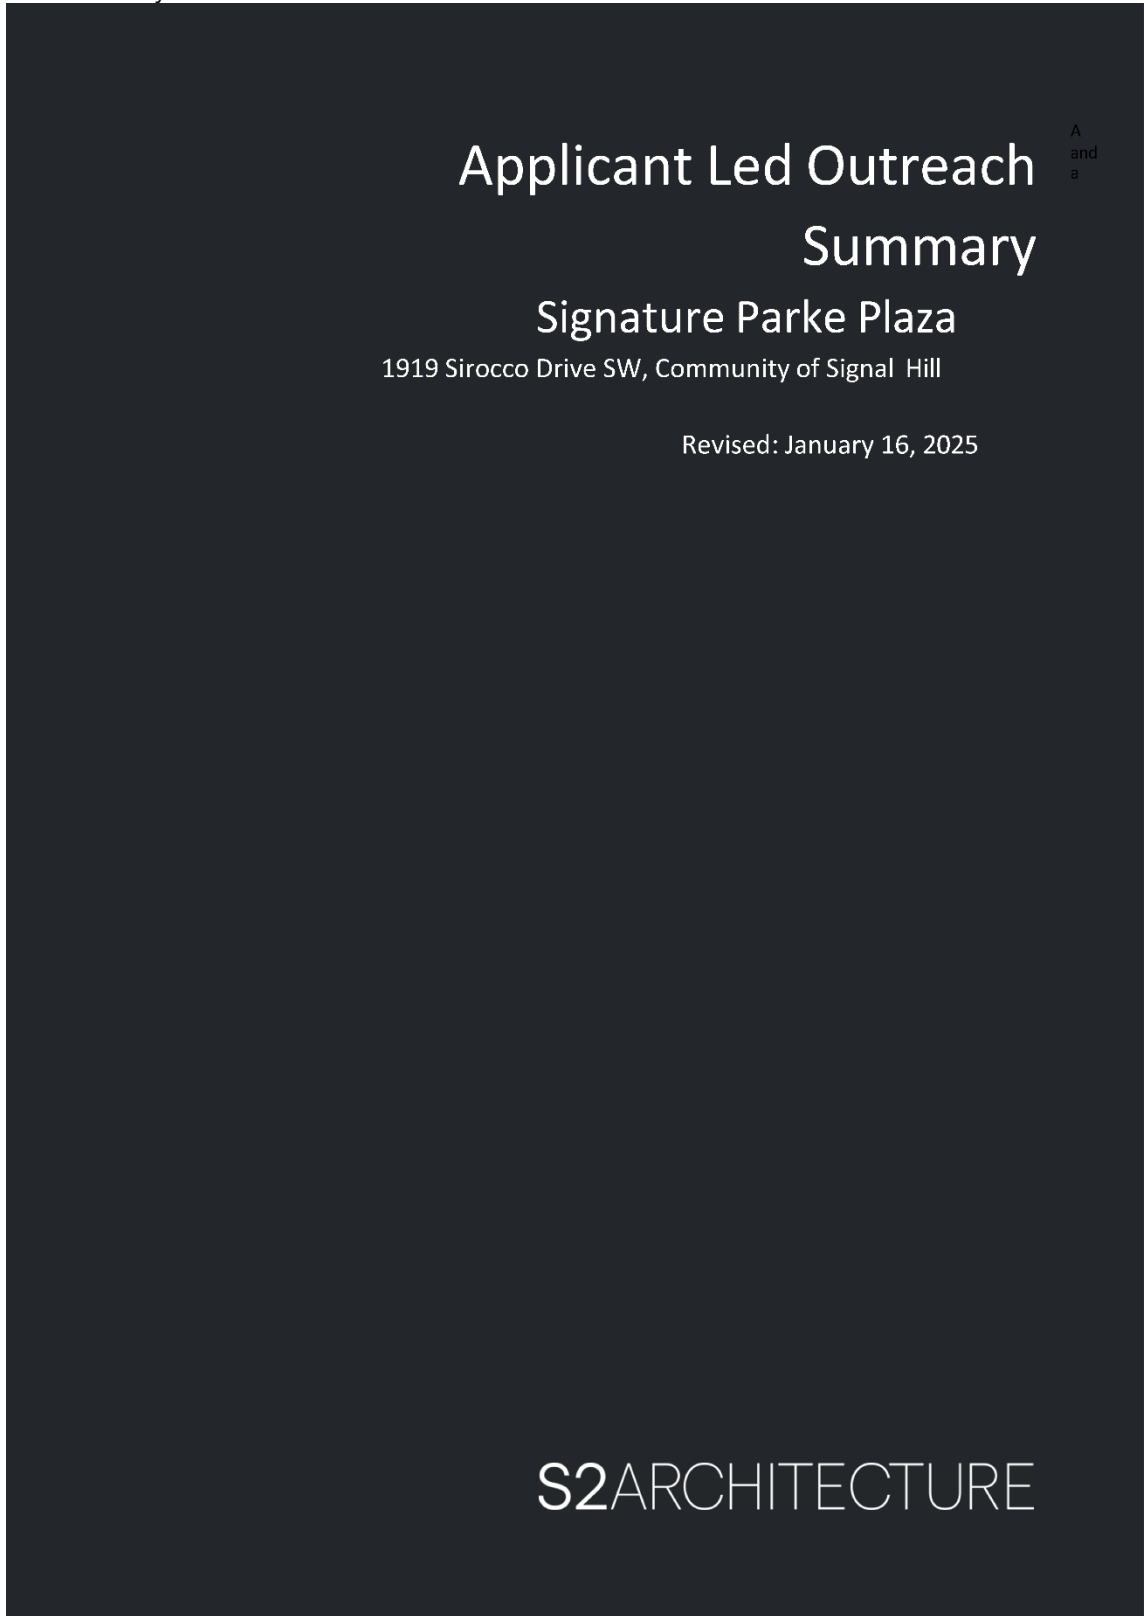 Applicant Led Outreach
Summary
Signature Parke Plaza
1919 Sirocco Drive SW, Community of Signal Hill
Revised: January 16, 2025
A
and
a
S2ARCHITECTURE